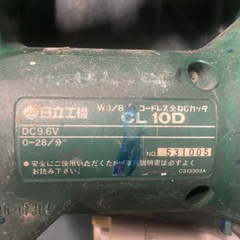 日立工機
W3/8 コードレス全ねじカッタ
CL 10D
DC9.6V
0-28/分
No. 531005
●安全にご使用いただくため取扱説明書は必ずよく
お読みください。
C313303A